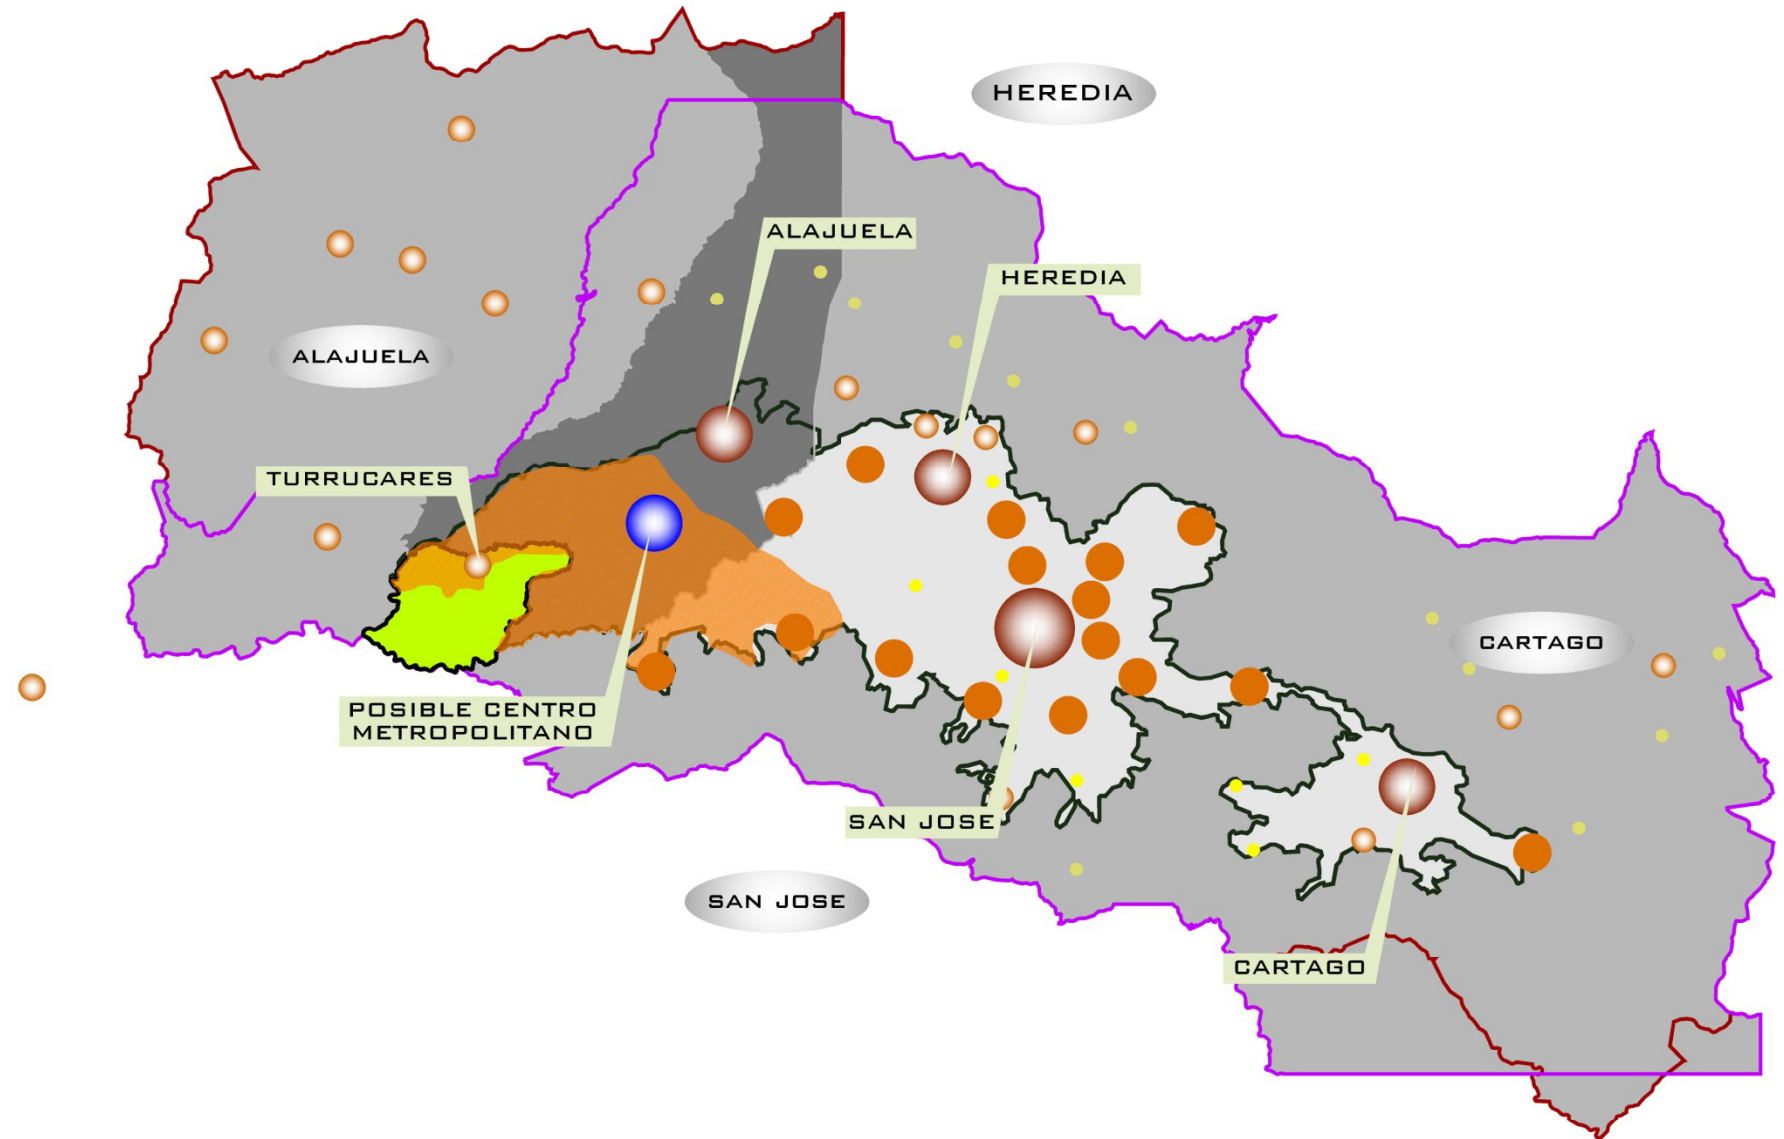 HEREDIA
ALAJUELA
HEREDIA
ALAJUELA
TURRUCARES
CARTAGO
POSIBLE CENTRO
METROPOLITANO
SAN JOSE
SAN JOSE
CARTAGO